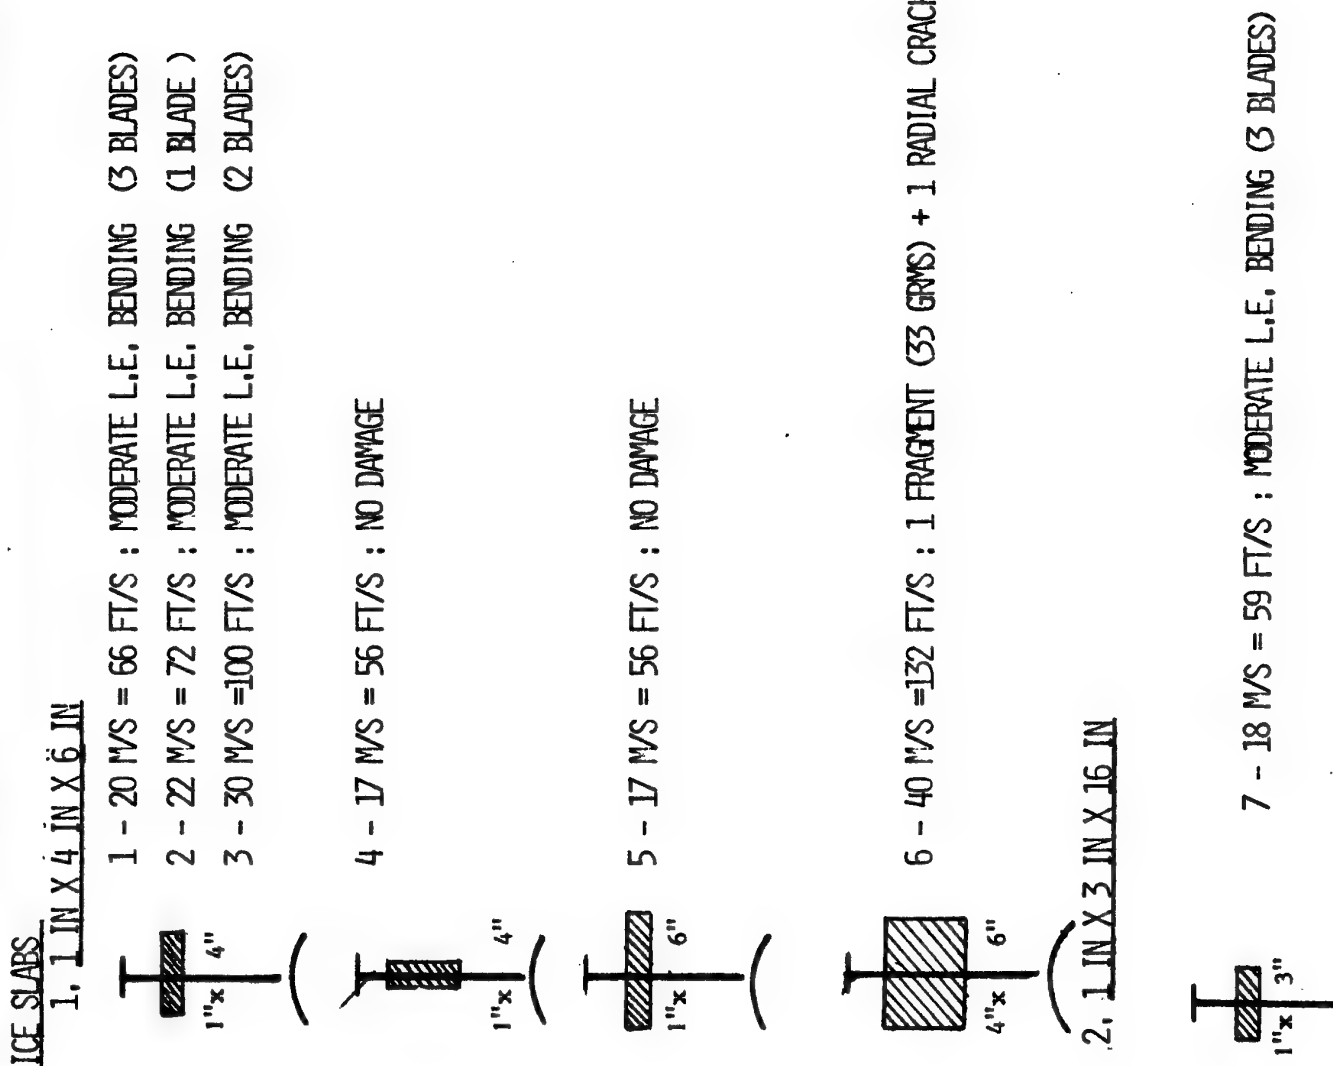 ICE SLABS
1. 1 IN X 4 IN X 6 IN
1"x 4"
1 - 20 M/S = 66 FT/S : MODERATE L.E. BENDING (3 BLADES)
2 - 22 M/S = 72 FT/S : MODERATE L.E. BENDING (1 BLADE )
3 - 30 M/S =100 FT/S : MODERATE L.E. BENDING (2 BLADES)
1"x 4"
4 - 17 M/S = 56 FT/S : NO DAMAGE
1"x 6"
5 - 17 M/S = 56 FT/S : NO DAMAGE
4"x 6"
6 - 40 M/S =132 FT/S : 1 FRAGMENT (33 GRMS) + 1 RADIAL CRACK
2. 1 IN X 3 IN X 16 IN
1"x 3"
7 - 18 M/S = 59 FT/S : MODERATE L.E. BENDING (3 BLADES)